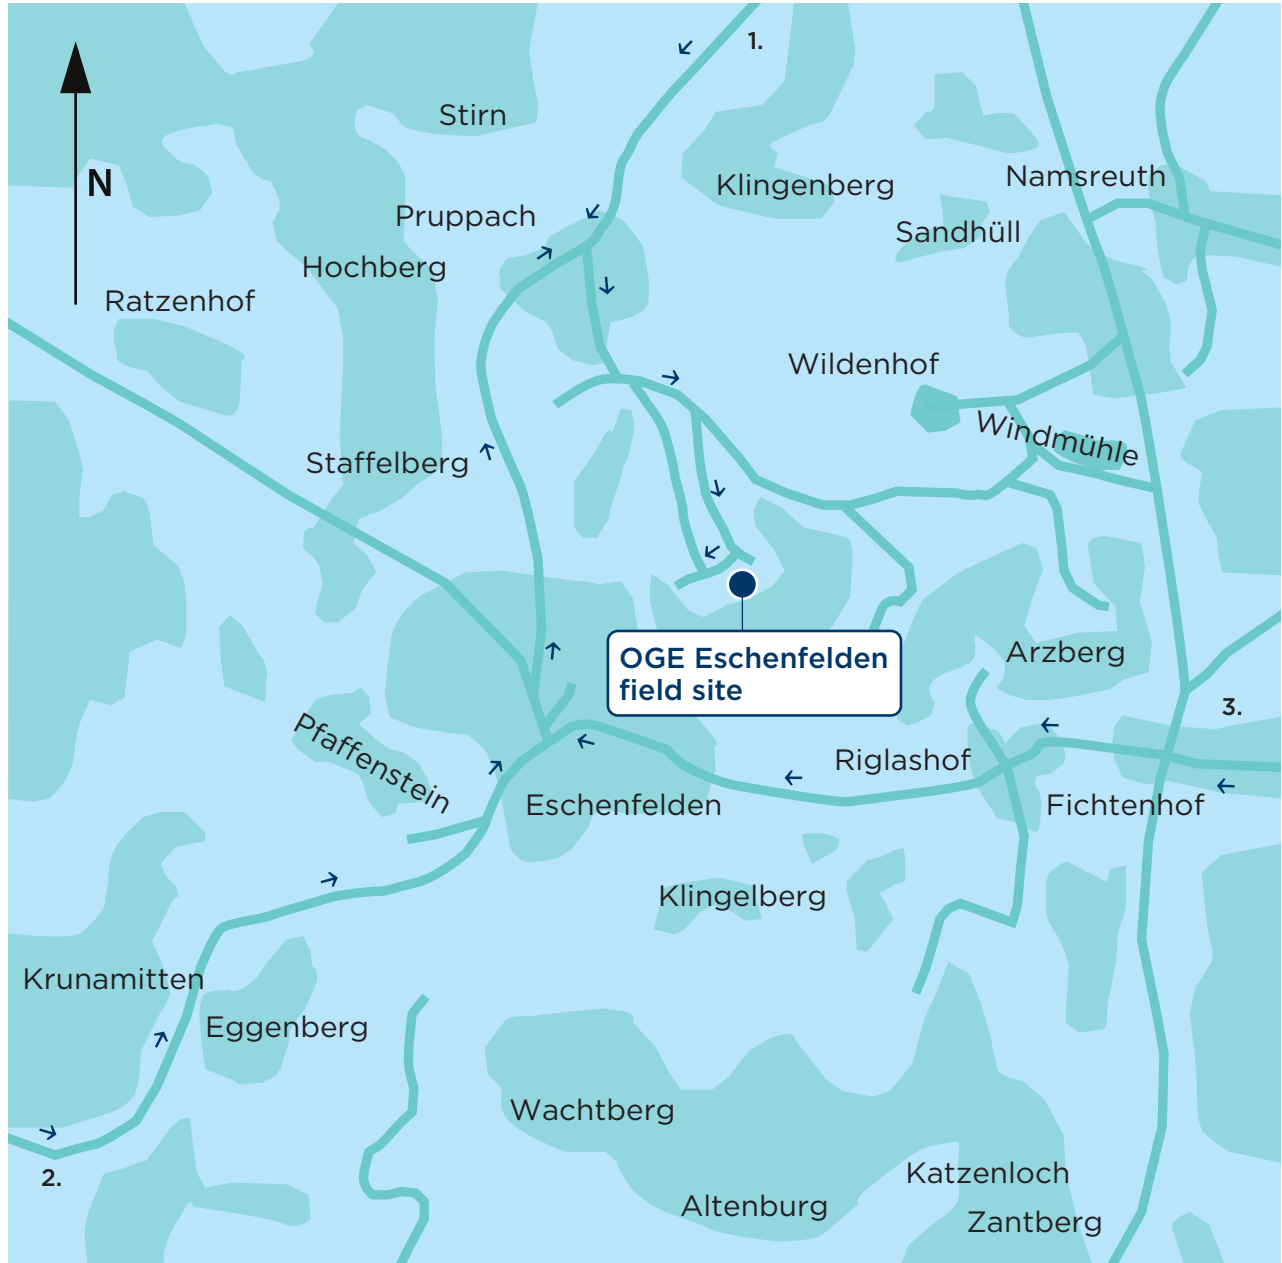 1.
Stirn
N
Namsreuth
Klingenberg
Pruppach
Sandhüll
Hochberg
Ratzenhof
Wildenhof
Windmühle
Staffelberg
OGE Eschenfelden
field site
Arzberg
3.
Pfaffenstein
Riglashof
Eschenfelden
Fichtenhof
Klingelberg
Krunamitten
Eggenberg
Wachtberg
2.
Katzenloch
Altenburg
Zantberg